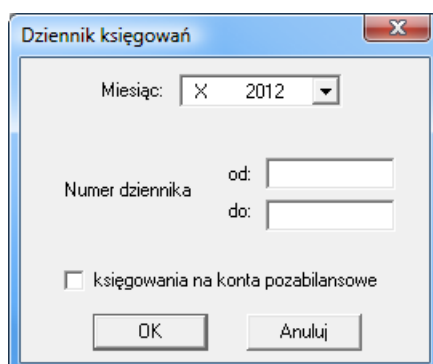 Dziennik księgowań
Miesiąc: X 2012
od:
Numer dziennika
do:
księgowania na konta pozabilansowe
OK Anuluj